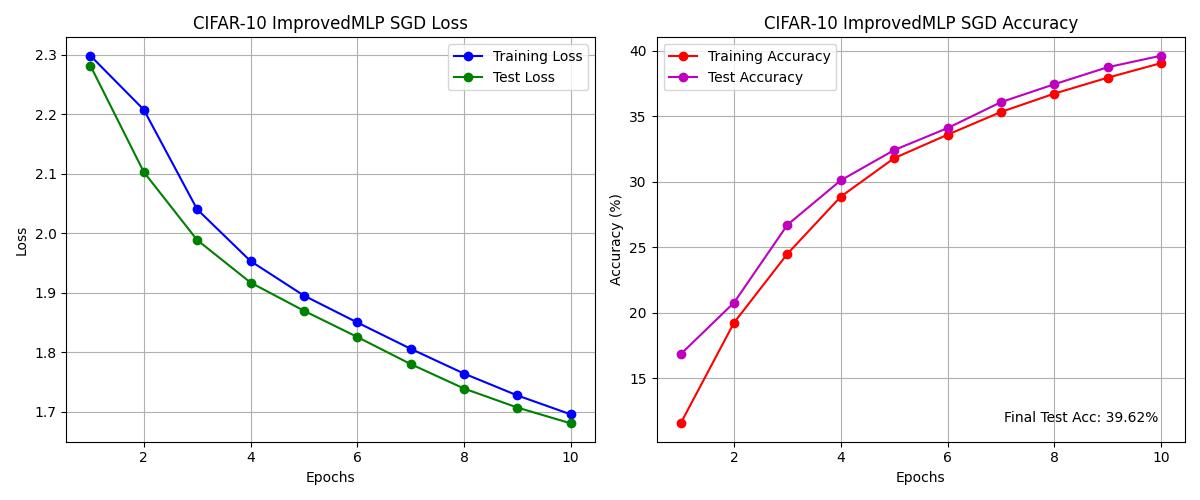 CIFAR-10 ImprovedMLP SGD Loss
2.3
2.2
2.1
2.0
1.9
1.8
1.7
Loss
Training Loss
Test Loss
2 4 6 8 10
Epochs
CIFAR-10 ImprovedMLP SGD Accuracy
40
35
30
25
20
15
Accuracy (%)
Training Accuracy
Test Accuracy
Final Test Acc: 39.62%
2 4 6 8 10
Epochs